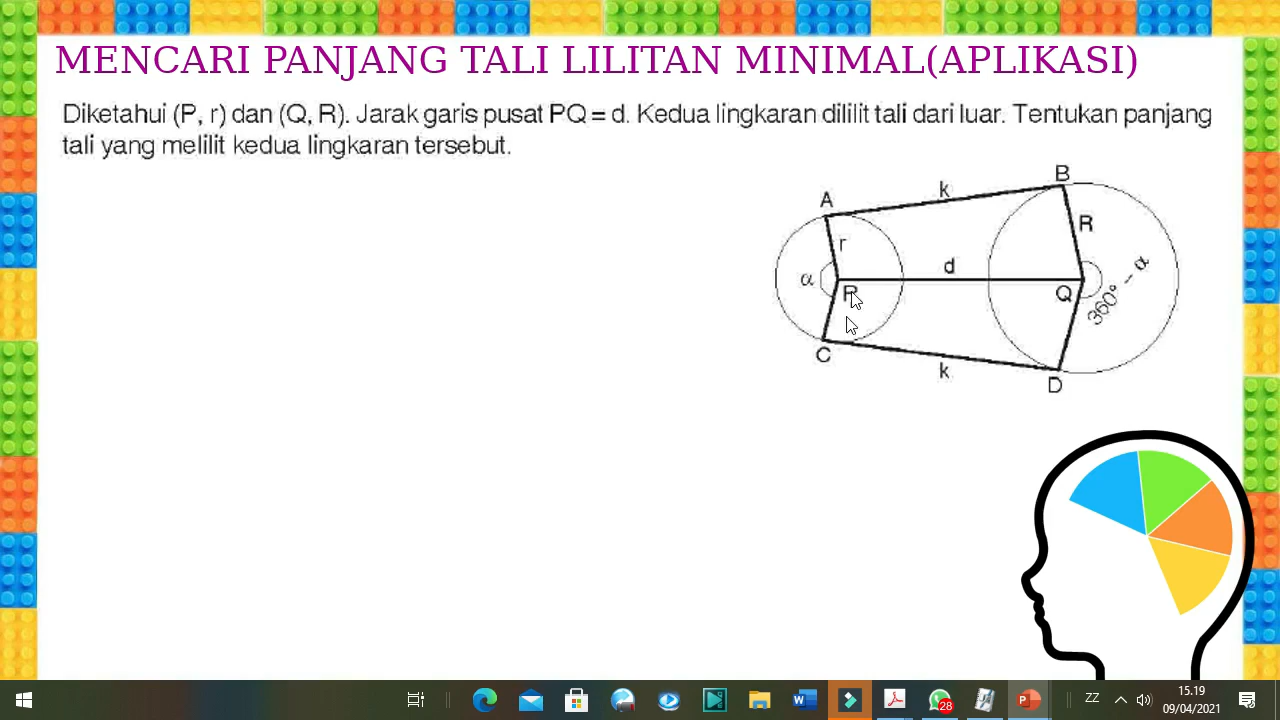 MENCARI PANJANG TALI LILITAN MINIMAL(APLIKASI)
Diketahui (P, r) dan (Q, R). Jarak garis pusat PQ = d. Kedua lingkaran dililit tali dari luar. Tentukan panjang
tali yang melilit kedua lingkaran tersebut.
B
k
A
R
r
d
α
P
Q
360° – α
C
k
D
28
ZZ
15.19
09/04/2021